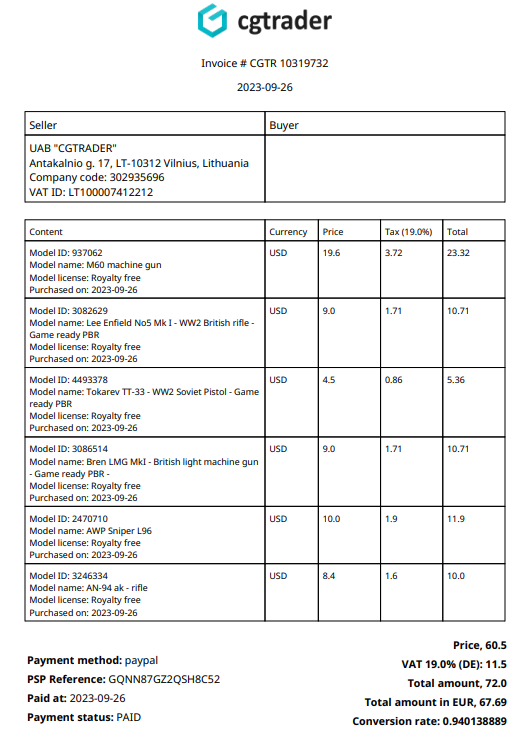 cgtrader
Invoice # CGTR 10319732
2023-09-26
Seller Buyer
UAB "CGTRADER"
Antakalnio g. 17, LT-10312 Vilnius, Lithuania
Company code: 302935696
VAT ID: LT100007412212
Content Currency Price Tax (19.0%) Total
Model ID: 937062 USD 19.6 3.72 23.32
Model name: M60 machine gun
Model license: Royalty free
Purchased on: 2023-09-26
Model ID: 3082629 USD 9.0 1.71 10.71
Model name: Lee Enfield No5 Mk I - WW2 British rifle -
Game ready PBR
Model license: Royalty free
Purchased on: 2023-09-26
Model ID: 4493378 USD 4.5 0.86 5.36
Model name: Tokarev TT-33 - WW2 Soviet Pistol - Game
ready PBR
Model license: Royalty free
Purchased on: 2023-09-26
Model ID: 3086514 USD 9.0 1.71 10.71
Model name: Bren LMG MkI - British light machine gun
- Game ready PBR -
Model license: Royalty free
Purchased on: 2023-09-26
Model ID: 2470710 USD 10.0 1.9 11.9
Model name: AWP Sniper L96
Model license: Royalty free
Purchased on: 2023-09-26
Model ID: 3246334 USD 8.4 1.6 10.0
Model name: AN-94 ak - rifle
Model license: Royalty free
Purchased on: 2023-09-26
Price, 60.5
VAT 19.0% (DE): 11.5
Total amount, 72.0
Total amount in EUR, 67.69
Conversion rate: 0.940138889
Payment method: paypal
PSP Reference: GQNN87GZ2QSH8C52
Paid at: 2023-09-26
Payment status: PAID